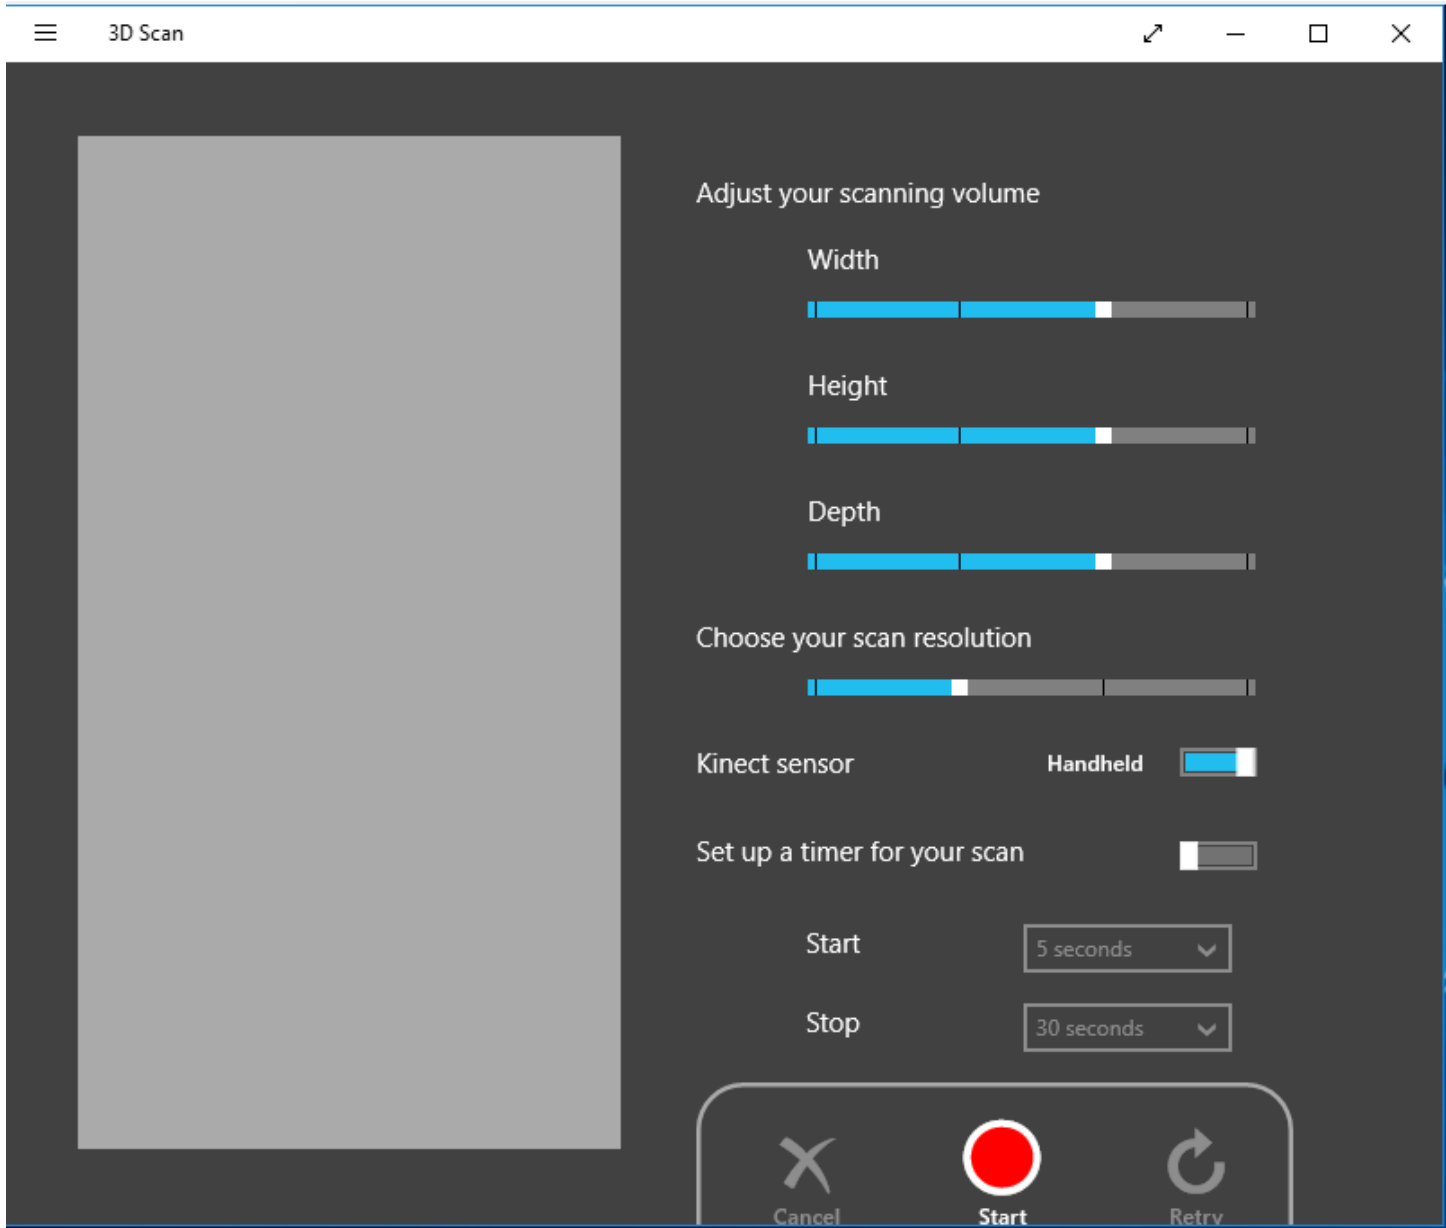 3D Scan
Adjust your scanning volume
Width
Height
Depth
Choose your scan resolution
Kinect sensor Handheld
Set up a timer for your scan
Start 5 seconds
Stop 30 seconds
Cancel Start Retry